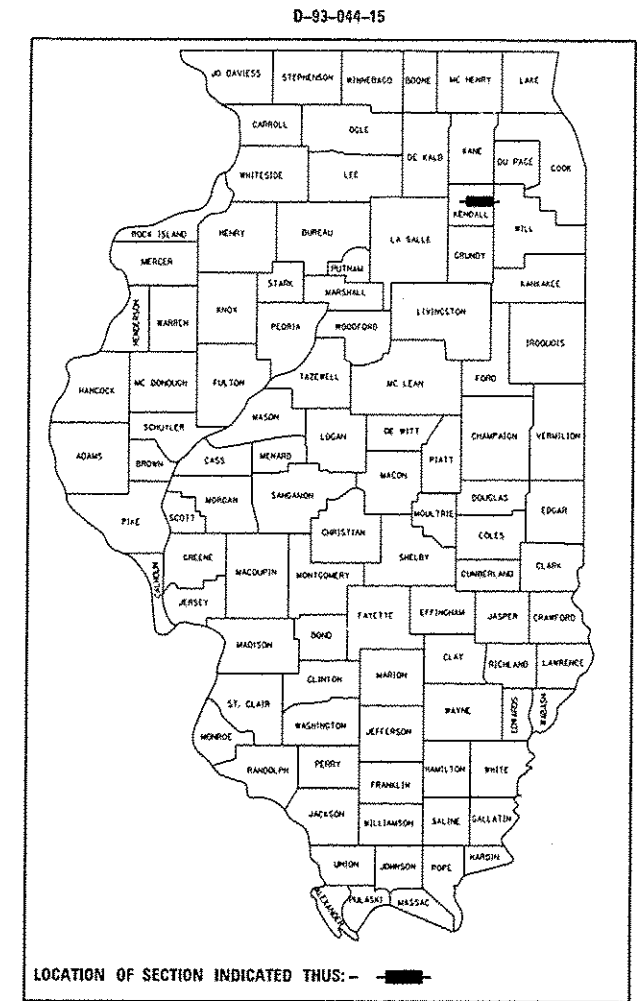 D-93-044-15
JO DAVIESS STEPHENSON WINNEBAGO BOONE MC HENRY LAKE
CARROLL OGLE DE KALB KANE DU PAGE COOK
WHITESIDE LEE
KENDALL WILL
ROCK ISLAND HENRY BUREAU LA SALLE GRUNDY
MERCER PUTNAM KANKAKEE
STARK MARSHALL
HENDERSON WARREN KNOX PEORIA WOODFORD LIVINGSTON IROQUOIS
HANCOCK MC DONOUGH FULTON TAZEWELL MC LEAN FORD
MASON
SCHUYLER LOGAN DE WITT CHAMPAIGN VERMILION
ADAMS BROWN CASS MENARD MACON PIATT
PIKE SCOTT MORGAN SANGAMON MOULTRIE DOUGLAS EDGAR
CHRISTIAN COLES
CALHOUN GREENE MACOUPIN MONTGOMERY SHELBY CUMBERLAND CLARK
JERSEY FAYETTE EFFINGHAM JASPER CRAWFORD
MADISON BOND
CLINTON MARION CLAY RICHLAND LAWRENCE
ST. CLAIR WAYNE EDWARDS WABASH
MONROE WASHINGTON JEFFERSON
RANDOLPH PERRY HAMILTON WHITE
FRANKLIN
JACKSON WILLIAMSON SALINE GALLATIN
UNION JOHNSON POPE HARDIN
ALEXANDER PULASKI MASSAC
LOCATION OF SECTION INDICATED THUS:-